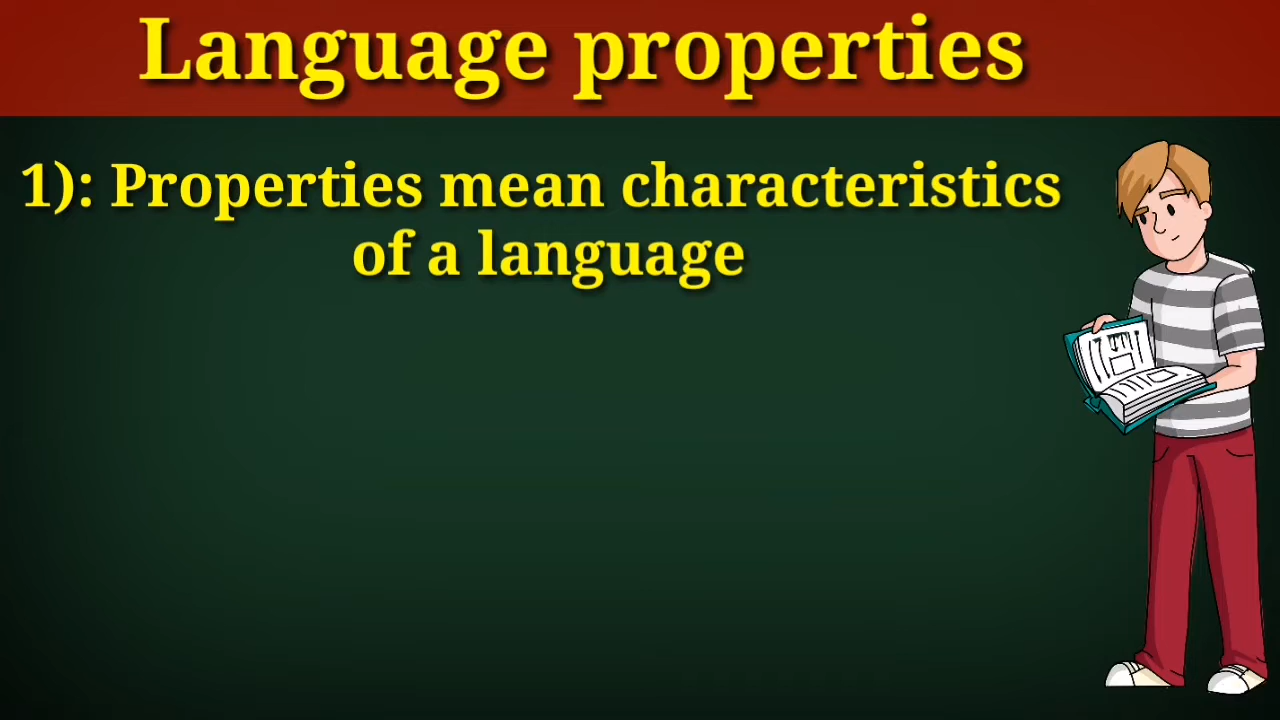 Language properties
1): Properties mean characteristics
of a language